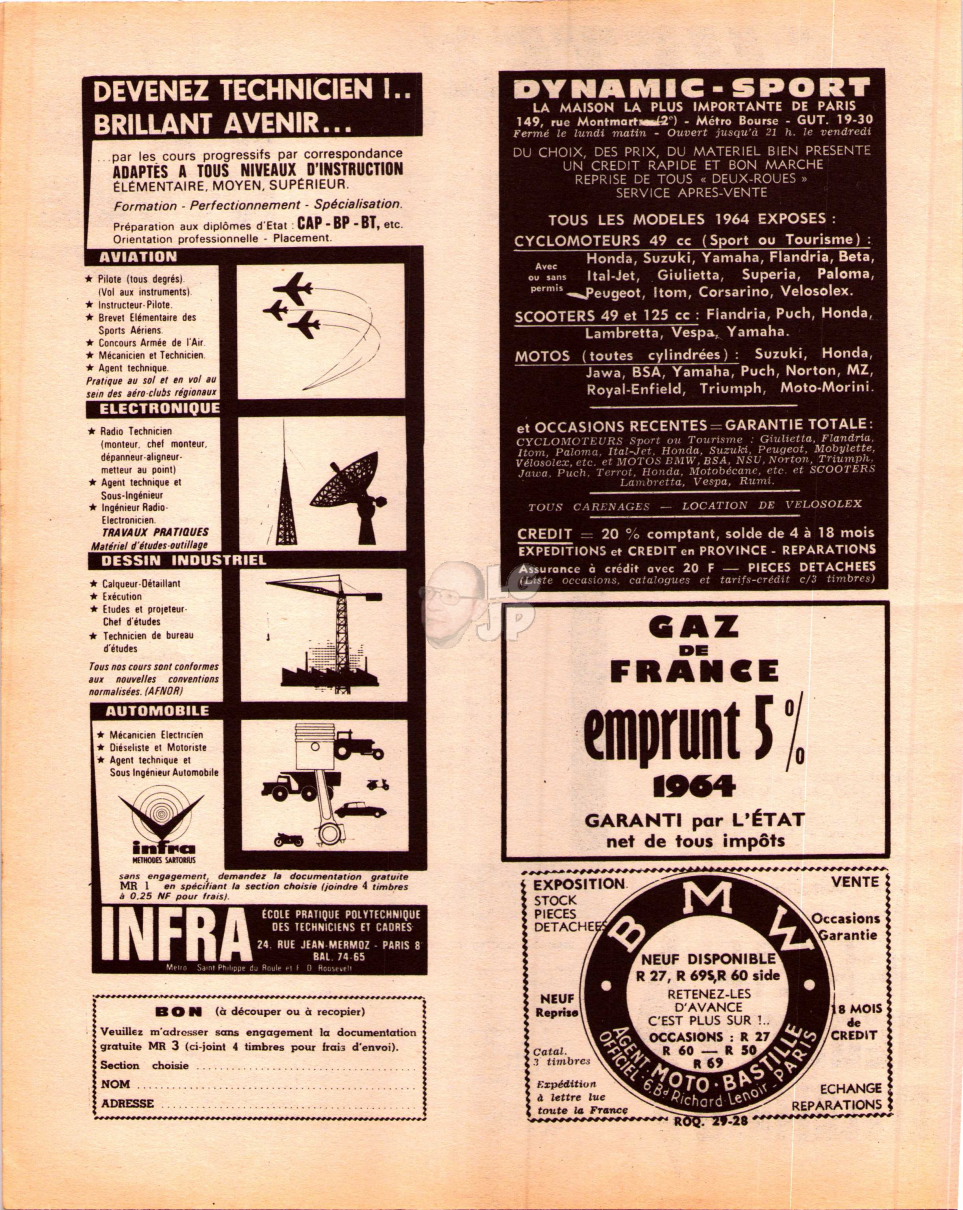 DEVENEZ TECHNICIEN !..
BRILLANT AVENIR...
...par les cours progressifs par correspondance
ADAPTÉS A TOUS NIVEAUX D'INSTRUCTION
ÉLÉMENTAIRE, MOYEN, SUPÉRIEUR.
Formation - Perfectionnement - Spécialisation.
Préparation aux diplômes d'Etat : CAP - BP - BT, etc.
Orientation professionnelle - Placement.
AVIATION
★ Pilote (tous degrés).
(Vol aux instruments).
★ Instructeur-Pilote.
★ Brevet Elémentaire des
Sports Aériens.
★ Concours Armée de l'Air.
★ Mécanicien et Technicien.
★ Agent technique.
Pratique au sol et en vol au
sein des aéro-clubs régionaux
ELECTRONIQUE
★ Radio Technicien
(monteur, chef monteur,
dépanneur-aligneur-
metteur au point)
★ Agent technique et
Sous-Ingénieur
★ Ingénieur Radio-
Electronicien.
TRAVAUX PRATIQUES
Matériel d'études-outillage
DESSIN INDUSTRIEL
★ Calqueur-Détaillant
★ Exécution
★ Etudes et projeteur-
Chef d'études
★ Technicien de bureau
d'études
Tous nos cours sont conformes
aux nouvelles conventions
normalisées. (AFNOR)
AUTOMOBILE
★ Mécanicien Electricien
★ Diéseliste et Motoriste
★ Agent technique et
Sous Ingénieur Automobile
infra
METHODES SARTORIUS
sans engagement, demandez la documentation gratuite
MR 1 en spécifiant la section choisie (joindre 4 timbres
à 0,25 NF pour frais).
INFRA
ÉCOLE PRATIQUE POLYTECHNIQUE
DES TECHNICIENS ET CADRES
24, RUE JEAN-MERMOZ - PARIS 8
BAL. 74-65
Metro : Saint Philippe du Roule et F. D. Roosevelt
BON (à découper ou à recopier)
Veuillez m'adresser sans engagement la documentation
gratuite MR 3 (ci-joint 4 timbres pour frais d'envoi).
Section choisie
NOM
ADRESSE
DYNAMIC - SPORT
LA MAISON LA PLUS IMPORTANTE DE PARIS
149, rue Montmartre (2°) - Métro Bourse - GUT. 19-30
Fermé le lundi matin - Ouvert jusqu'à 21 h. le vendredi
DU CHOIX, DES PRIX, DU MATERIEL BIEN PRESENTE
UN CREDIT RAPIDE ET BON MARCHE
REPRISE DE TOUS « DEUX-ROUES »
SERVICE APRES-VENTE
TOUS LES MODELES 1964 EXPOSES :
CYCLOMOTEURS 49 cc (Sport ou Tourisme) :
Avec
ou sans
permis
Honda, Suzuki, Yamaha, Flandria, Beta,
Ital-Jet, Giulietta, Superia, Paloma,
Peugeot, Itom, Corsarino, Velosolex.
SCOOTERS 49 et 125 cc : Flandria, Puch, Honda,
Lambretta, Vespa, Yamaha.
MOTOS (toutes cylindrées) : Suzuki, Honda,
Jawa, BSA, Yamaha, Puch, Norton, MZ,
Royal-Enfield, Triumph, Moto-Morini.
et OCCASIONS RECENTES = GARANTIE TOTALE :
CYCLOMOTEURS Sport ou Tourisme : Giulietta, Flandria,
Itom, Paloma, Ital-Jet, Honda, Suzuki, Peugeot, Mobylette,
Vélosolex, etc. et MOTOS BMW, BSA, NSU, Norton, Triumph,
Jawa, Puch, Terrot, Honda, Motobécane, etc. et SCOOTERS
Lambretta, Vespa, Rumi.
TOUS CARENAGES — LOCATION DE VELOSOLEX
CREDIT = 20 % comptant, solde de 4 à 18 mois
EXPEDITIONS et CREDIT en PROVINCE - REPARATIONS
Assurance à crédit avec 20 F — PIECES DETACHEES
(Liste occasions, catalogues et tarifs-crédit c/3 timbres)
LO
JP
GAZ
DE
FRANCE
emprunt 5%
1964
GARANTI par L'ÉTAT
net de tous impôts
EXPOSITION
STOCK
PIECES
DETACHEES
VENTE
Occasions
Garantie
BMW
NEUF DISPONIBLE
R 27, R 69S, R 60 side
RETENEZ-LES
D'AVANCE
C'EST PLUS SUR !..
OCCASIONS : R 27
R 60 — R 50
R 69
NEUF
Reprise
18 MOIS
de
CREDIT
AGENT OFFICIEL
MOTO - BASTILLE
6, Bd Richard-Lenoir - PARIS
Catal.
3 timbres
Expédition
à lettre lue
toute la France
ECHANGE
REPARATIONS
ROQ. 29-28